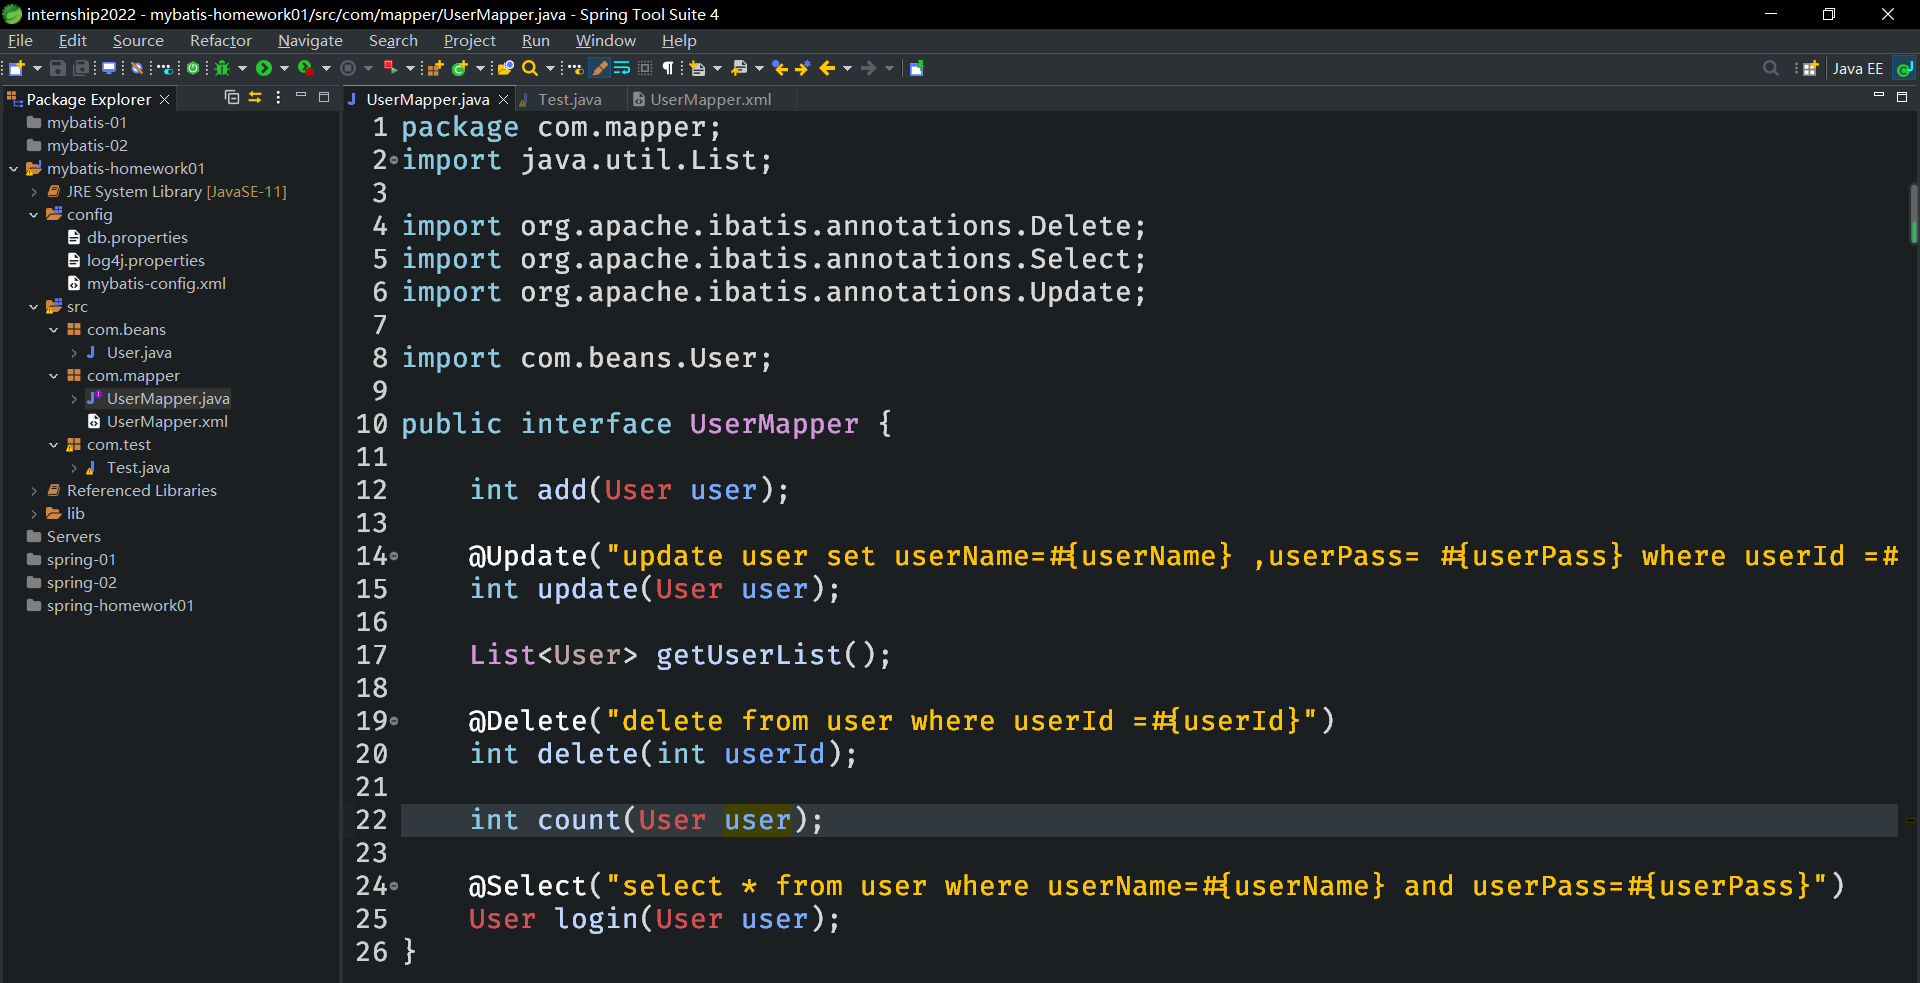 internship2022 - mybatis-homework01/src/com/mapper/UserMapper.java - Spring Tool Suite 4
File Edit Source Refactor Navigate Search Project Run Window Help
Java EE
Package Explorer
mybatis-01
mybatis-02
mybatis-homework01
JRE System Library [JavaSE-11]
config
db.properties
log4j.properties
mybatis-config.xml
src
com.beans
User.java
com.mapper
UserMapper.java
UserMapper.xml
com.test
Test.java
Referenced Libraries
lib
Servers
spring-01
spring-02
spring-homework01
UserMapper.java Test.java UserMapper.xml
1 package com.mapper;
2 import java.util.List;
3
4 import org.apache.ibatis.annotations.Delete;
5 import org.apache.ibatis.annotations.Select;
6 import org.apache.ibatis.annotations.Update;
7
8 import com.beans.User;
9
10 public interface UserMapper {
11
12 int add(User user);
13
14 @Update("update user set userName=#{userName} ,userPass= #{userPass} where userId =#
15 int update(User user);
16
17 List<User> getUserList();
18
19 @Delete("delete from user where userId =#{userId}")
20 int delete(int userId);
21
22 int count(User user);
23
24 @Select("select * from user where userName=#{userName} and userPass=#{userPass}")
25 User login(User user);
26 }